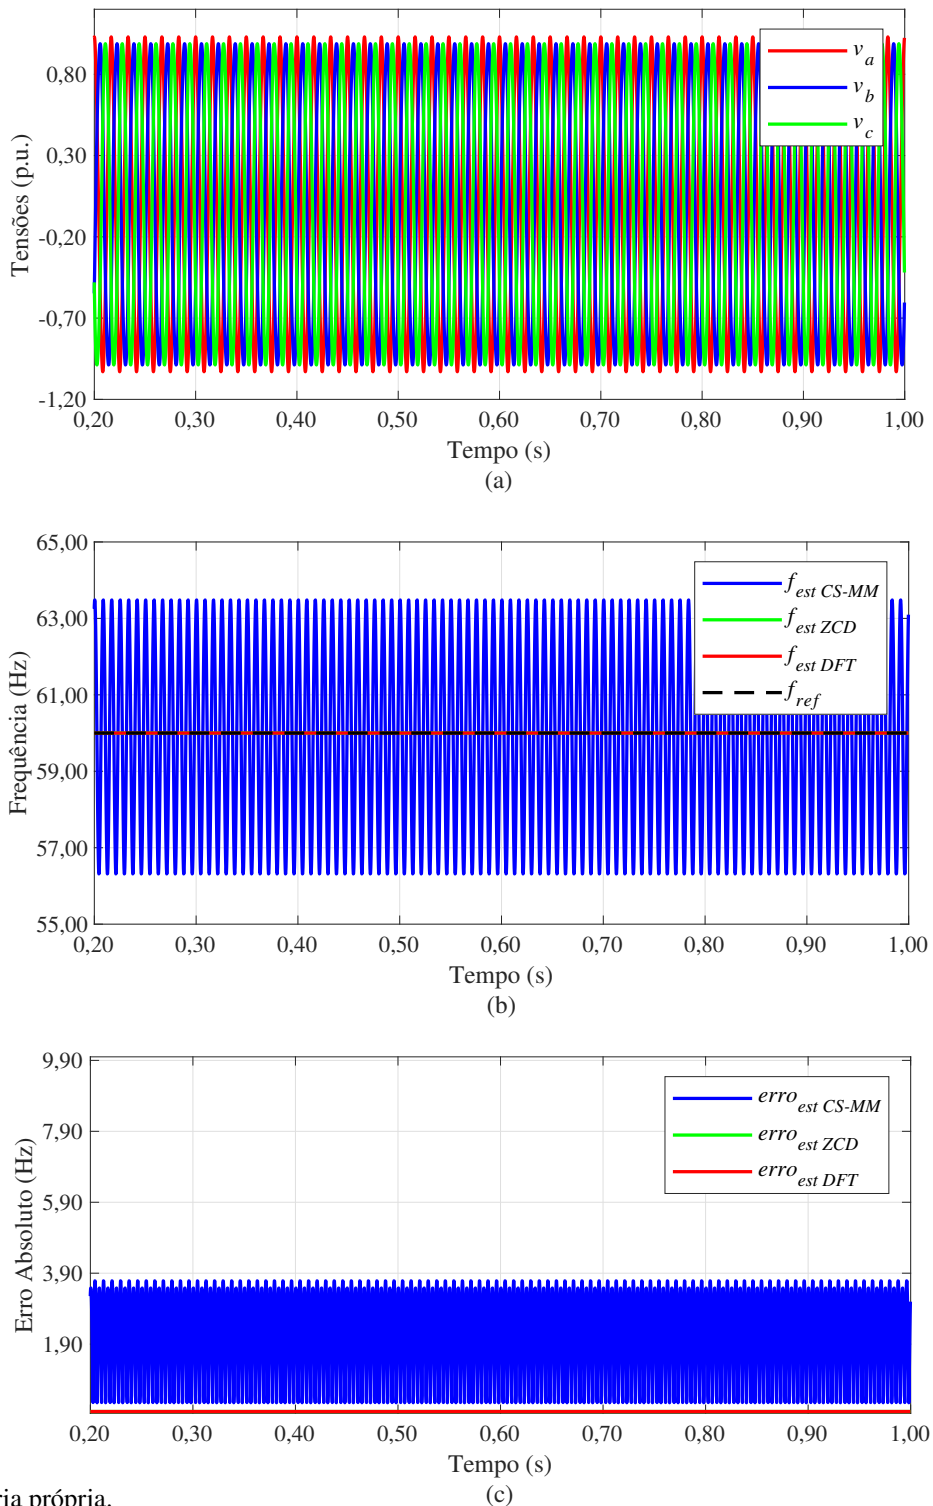 0,80
0,30
-0,20
-0,70
-1,20
Tensões (p.u.)
v_a
v_b
v_c
0,20 0,30 0,40 0,50 0,60 0,70 0,80 0,90 1,00
Tempo (s)
(a)
65,00
63,00
61,00
59,00
57,00
55,00
Frequência (Hz)
f_est CS-MM
f_est ZCD
f_est DFT
f_ref
0,20 0,30 0,40 0,50 0,60 0,70 0,80 0,90 1,00
Tempo (s)
(b)
9,90
7,90
5,90
3,90
1,90
Erro Absoluto (Hz)
erro_est CS-MM
erro_est ZCD
erro_est DFT
0,20 0,30 0,40 0,50 0,60 0,70 0,80 0,90 1,00
Tempo (s)
(c)
ria própria.